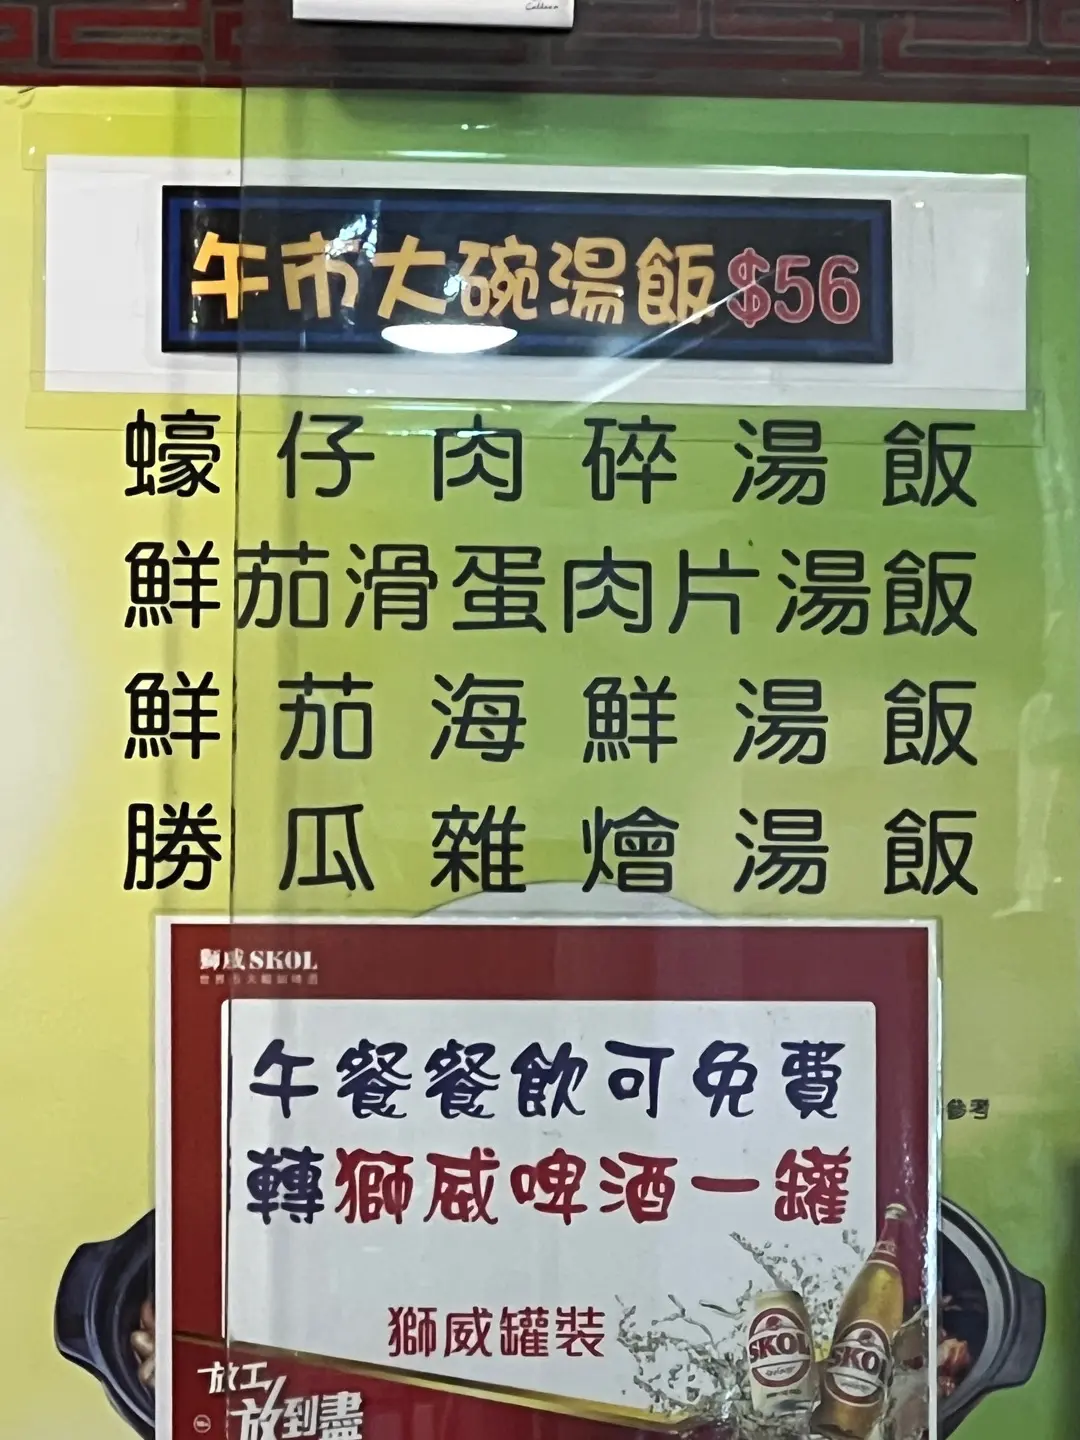 午市大碗湯飯$56
蠔仔肉碎湯飯
鮮茄滑蛋肉片湯飯
鮮茄海鮮湯飯
勝瓜雜燴湯飯
獅威SKOL
午餐餐飲可免費
參考
轉獅威啤酒一罐
獅威罐裝
SKOL
SKOL
放工
放到盡